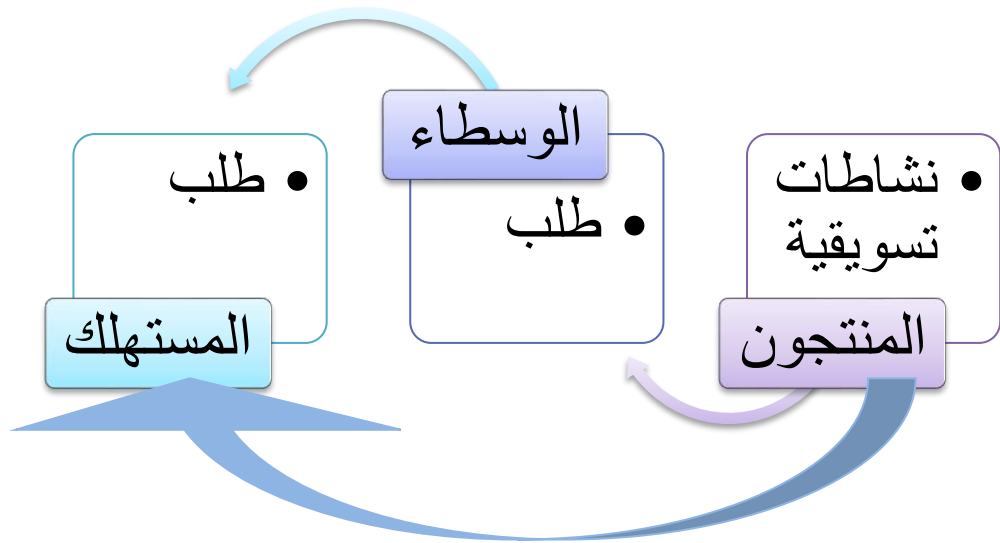 • نشاطات
تسويقية
المنتجون
الوسطاء
• طلب
• طلب
المستهلك